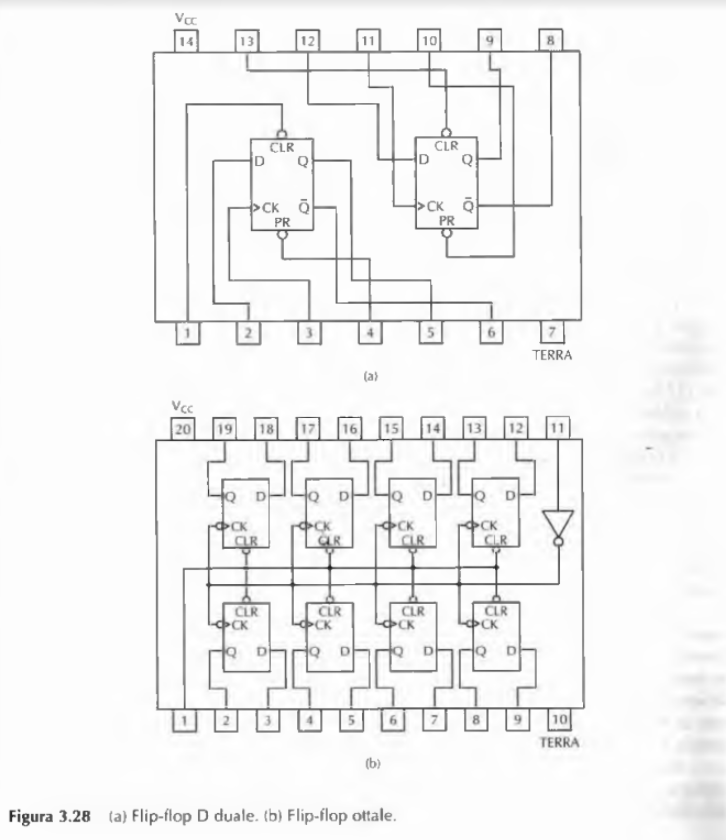 VCC
14 13 12 11 10 9 8
CLR CLR
D Q D Q
CK Q̄ CK Q̄
PR PR
1 2 3 4 5 6 7
TERRA
(a)
VCC
20 19 18 17 16 15 14 13 12 11
Q D Q D Q D Q D
CK CK CK CK
CLR CLR CLR CLR
CLR CLR CLR CLR
CK CK CK CK
Q D Q D Q D Q D
1 2 3 4 5 6 7 8 9 10
TERRA
(b)
Figura 3.28 (a) Flip-flop D duale. (b) Flip-flop ottale.